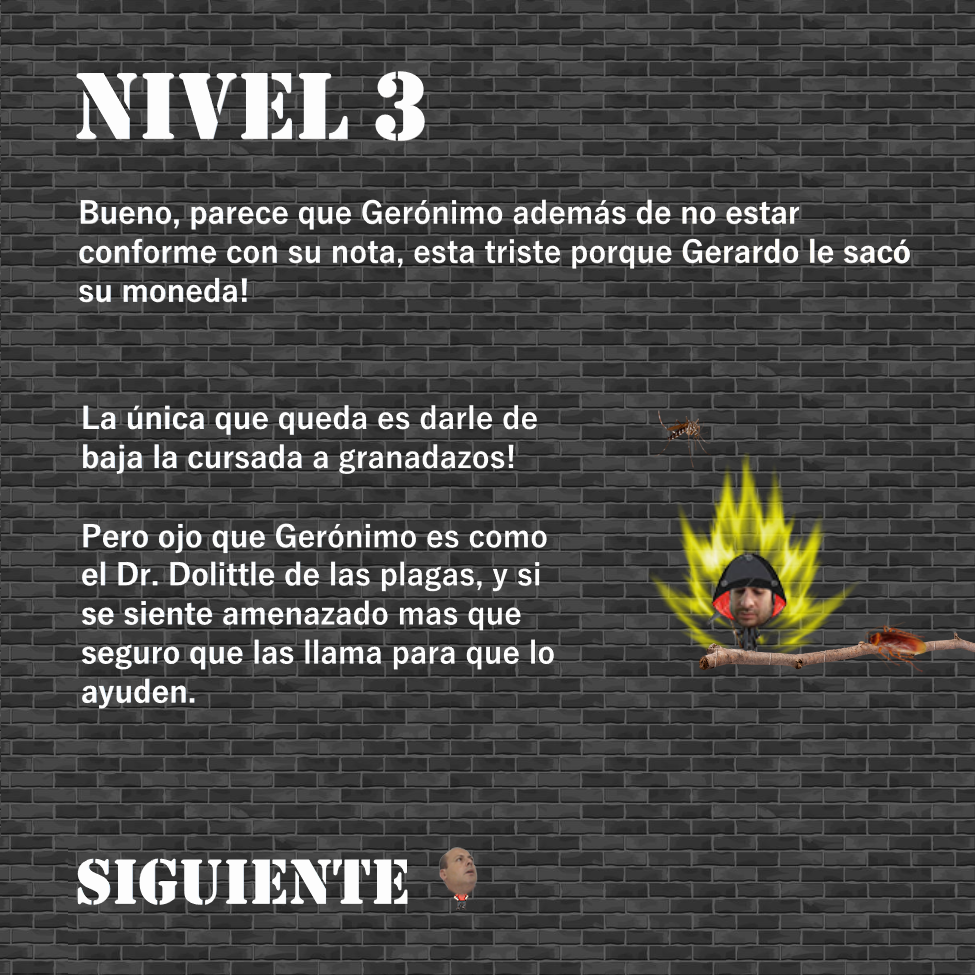 NIVEL 3
Bueno, parece que Gerónimo además de no estar
conforme con su nota, esta triste porque Gerardo le sacó
su moneda!
La única que queda es darle de
baja la cursada a granadazos!
Pero ojo que Gerónimo es como
el Dr. Dolittle de las plagas, y si
se siente amenazado mas que
seguro que las llama para que lo
ayuden.
SIGUIENTE